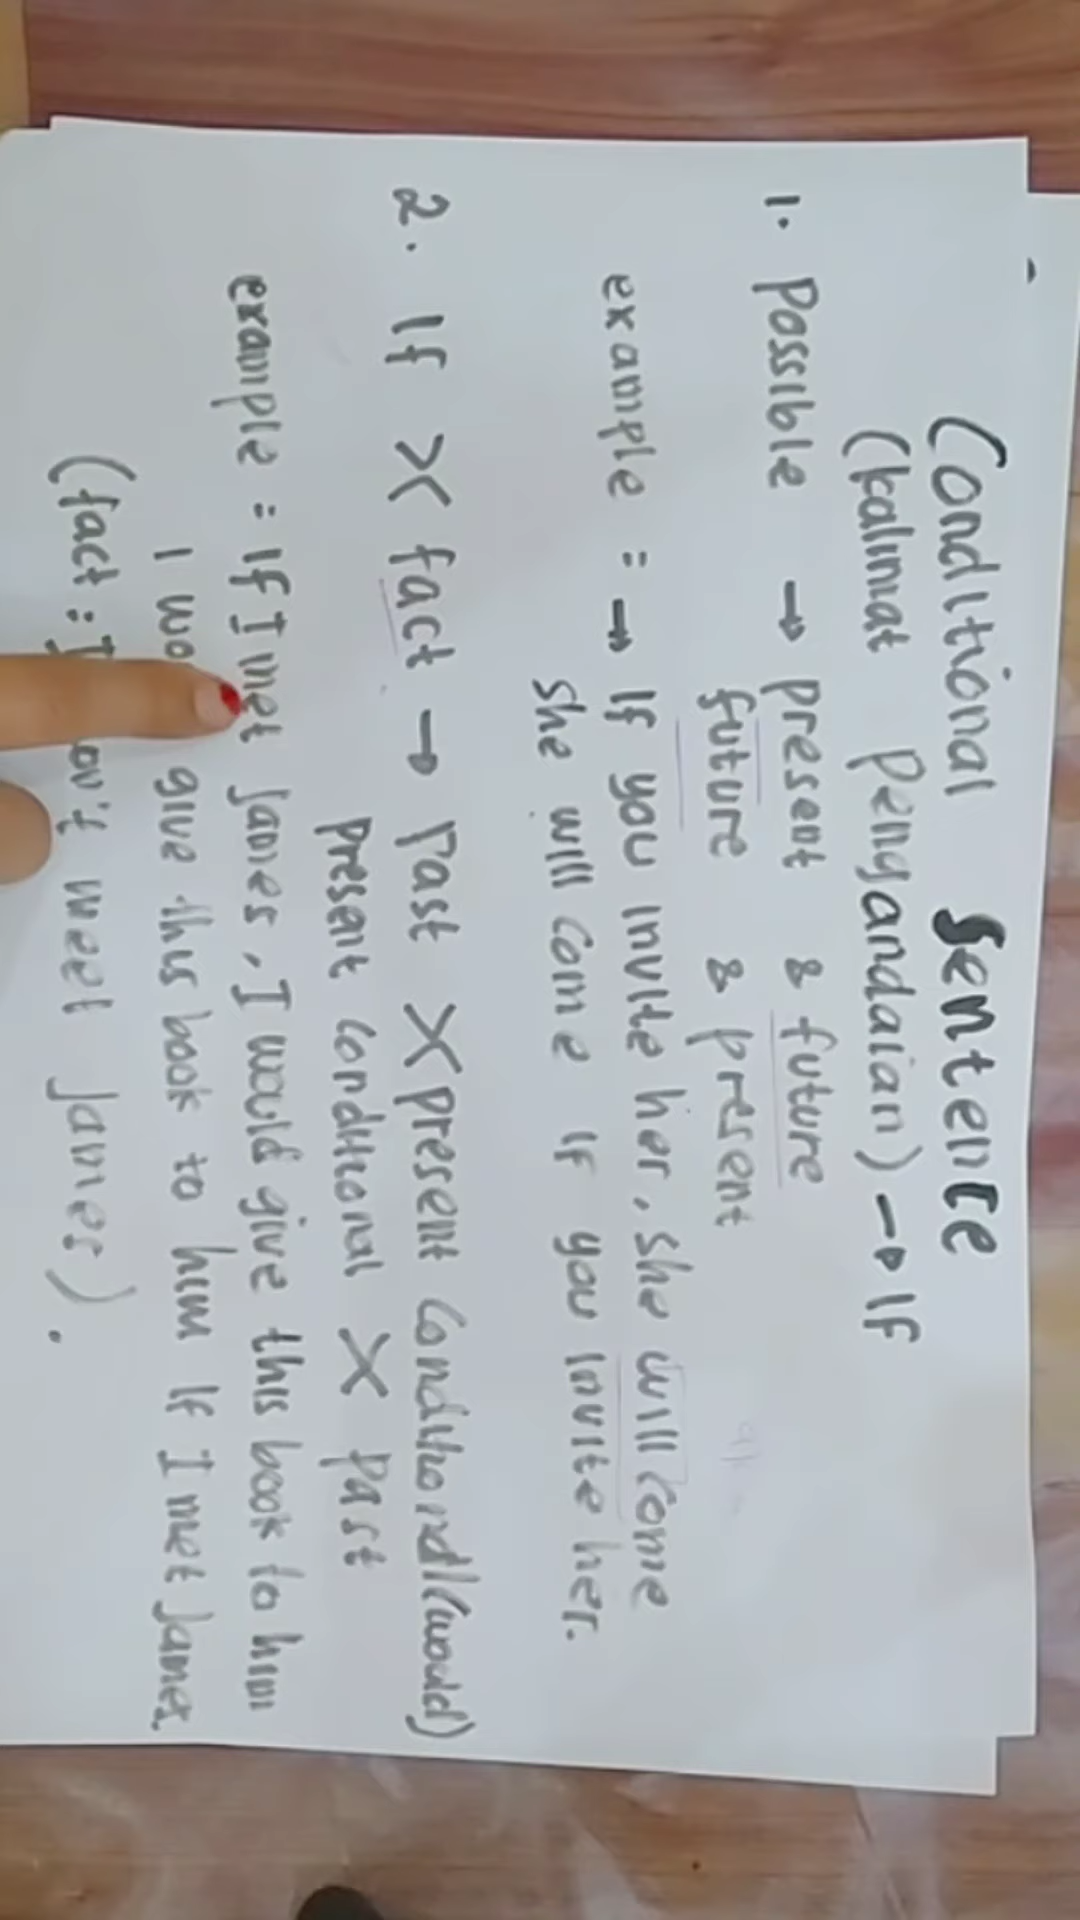 Conditional Sentence
(kalimat pengandaian) → If
1. Possible → present & future
future & present
example : → If you invite her, she will come
she will come if you invite her.
2. If X fact → Past X present conditional (would)
present conditional X past
example : If I met James, I would give this book to him
I give this book to him If I met James.
(fact : I meet James).